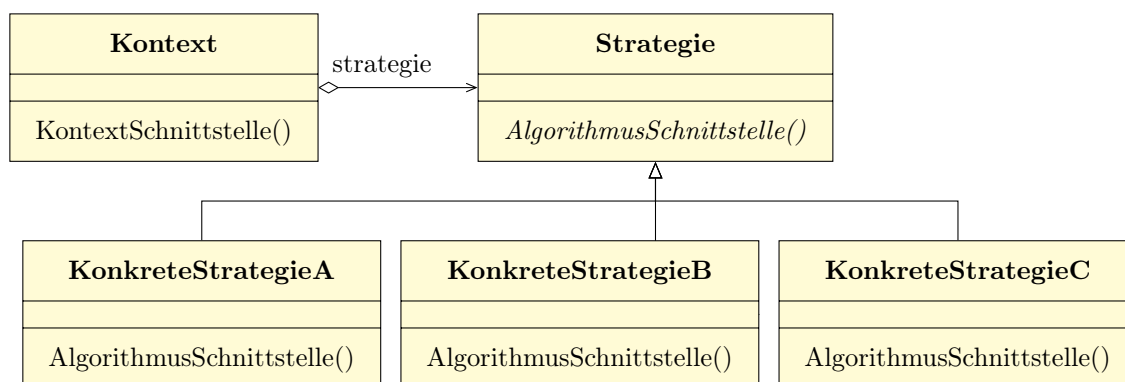 Kontext
strategie
Strategie
KontextSchnittstelle()
AlgorithmusSchnittstelle()
KonkreteStrategieA
KonkreteStrategieB
KonkreteStrategieC
AlgorithmusSchnittstelle()
AlgorithmusSchnittstelle()
AlgorithmusSchnittstelle()